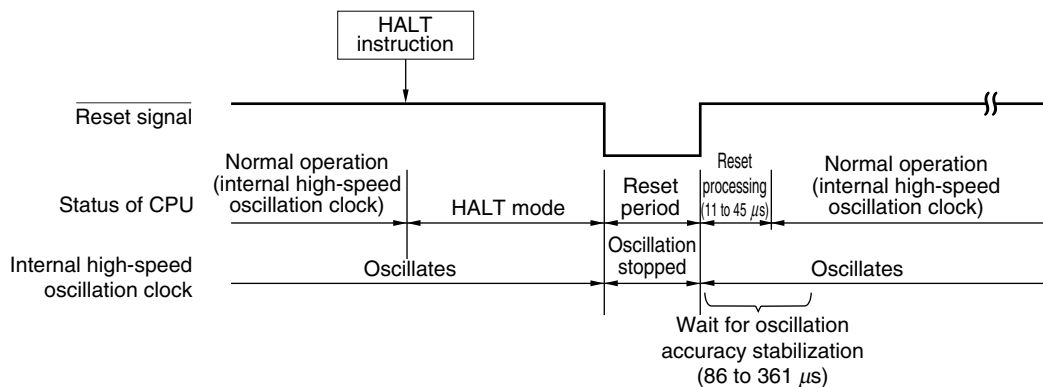 HALT
instruction
Reset signal
Status of CPU
Normal operation
(internal high-speed
oscillation clock)
HALT mode
Reset
period
Reset
processing
(11 to 45 μs)
Normal operation
(internal high-speed
oscillation clock)
Internal high-speed
oscillation clock
Oscillates
Oscillation
stopped
Oscillates
Wait for oscillation
accuracy stabilization
(86 to 361 μs)